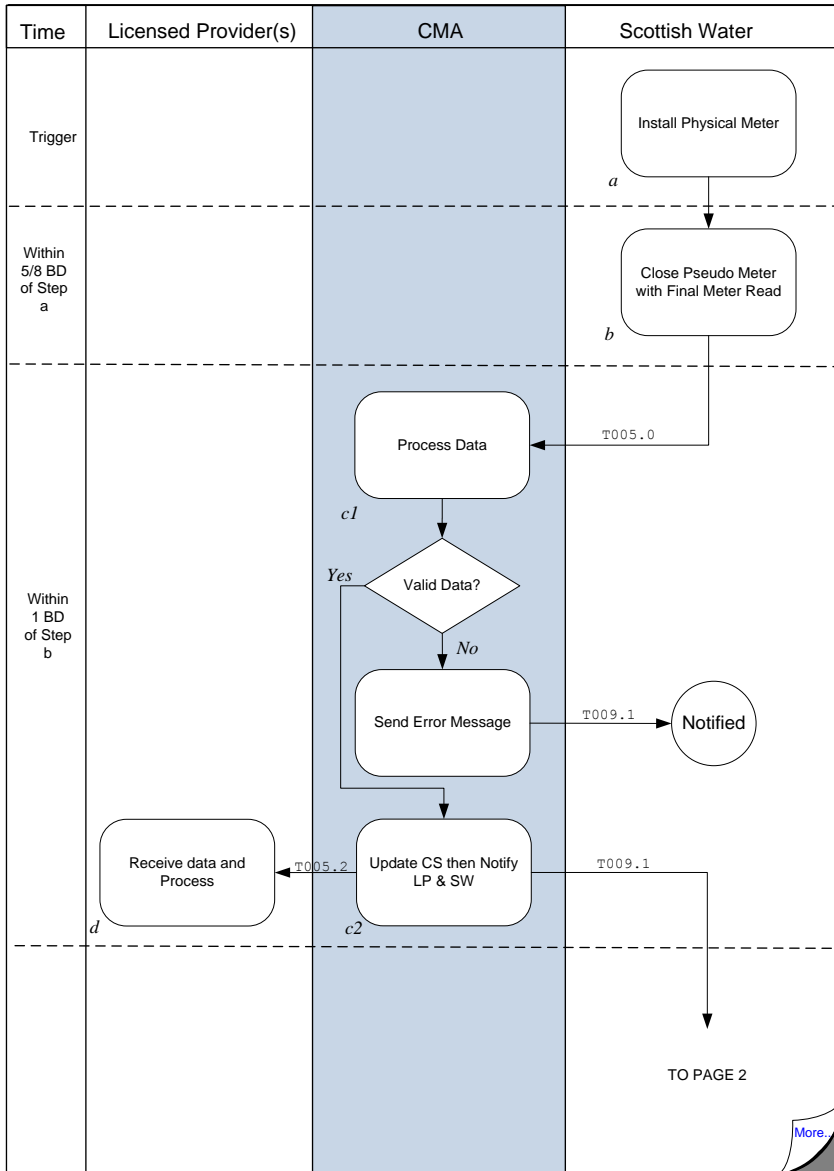 Time
Licensed Provider(s)
CMA
Scottish Water
Trigger
Install Physical Meter
a
Within
5/8 BD
of Step
a
Close Pseudo Meter
with Final Meter Read
b
Within
1 BD
of Step
b
T005.0
Process Data
c1
Valid Data?
Yes
No
Send Error Message
T009.1
Notified
Receive data and
Process
d
T005.2
Update CS then Notify
LP & SW
c2
T009.1
TO PAGE 2
More..